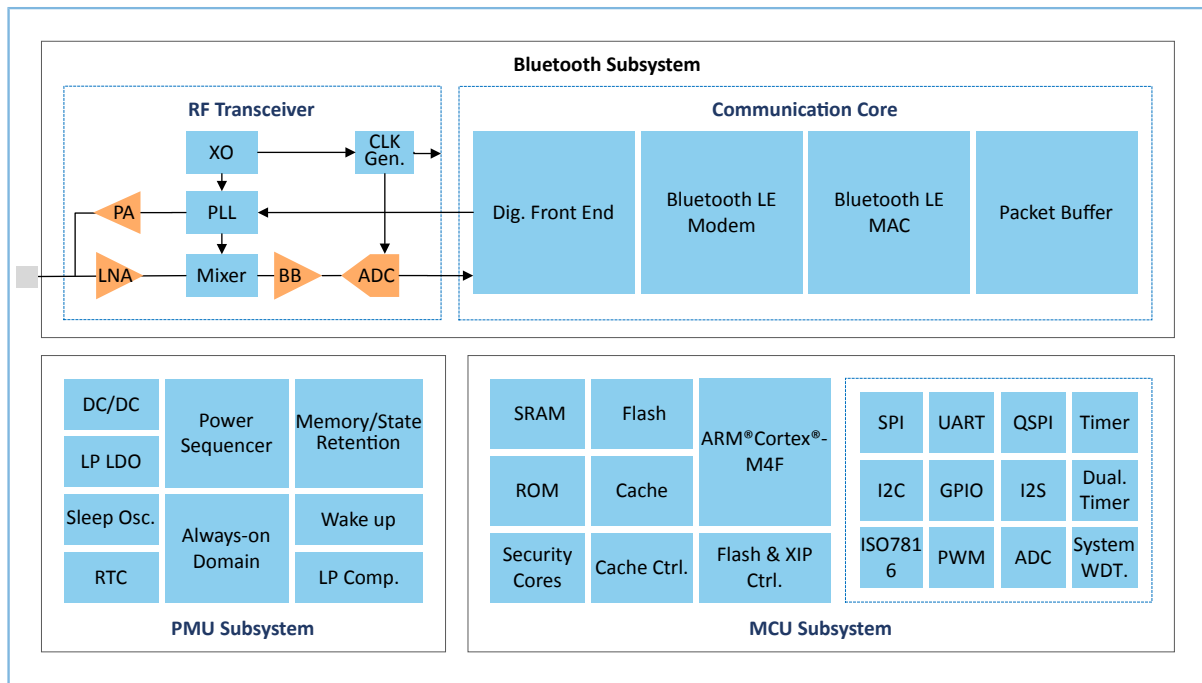 Bluetooth Subsystem
RF Transceiver
XO
CLK
Gen.
PA
PLL
LNA
Mixer
BB
ADC
Communication Core
Dig. Front End
Bluetooth LE
Modem
Bluetooth LE
MAC
Packet Buffer
DC/DC
LP LDO
Power
Sequencer
Memory/State
Retention
Sleep Osc.
RTC
Always-on
Domain
Wake up
LP Comp.
PMU Subsystem
SRAM
Flash
ARM®Cortex®-
M4F
ROM
Cache
Security
Cores
Cache Ctrl.
Flash & XIP
Ctrl.
SPI
UART
QSPI
Timer
I2C
GPIO
I2S
Dual.
Timer
ISO781
6
PWM
ADC
System
WDT.
MCU Subsystem